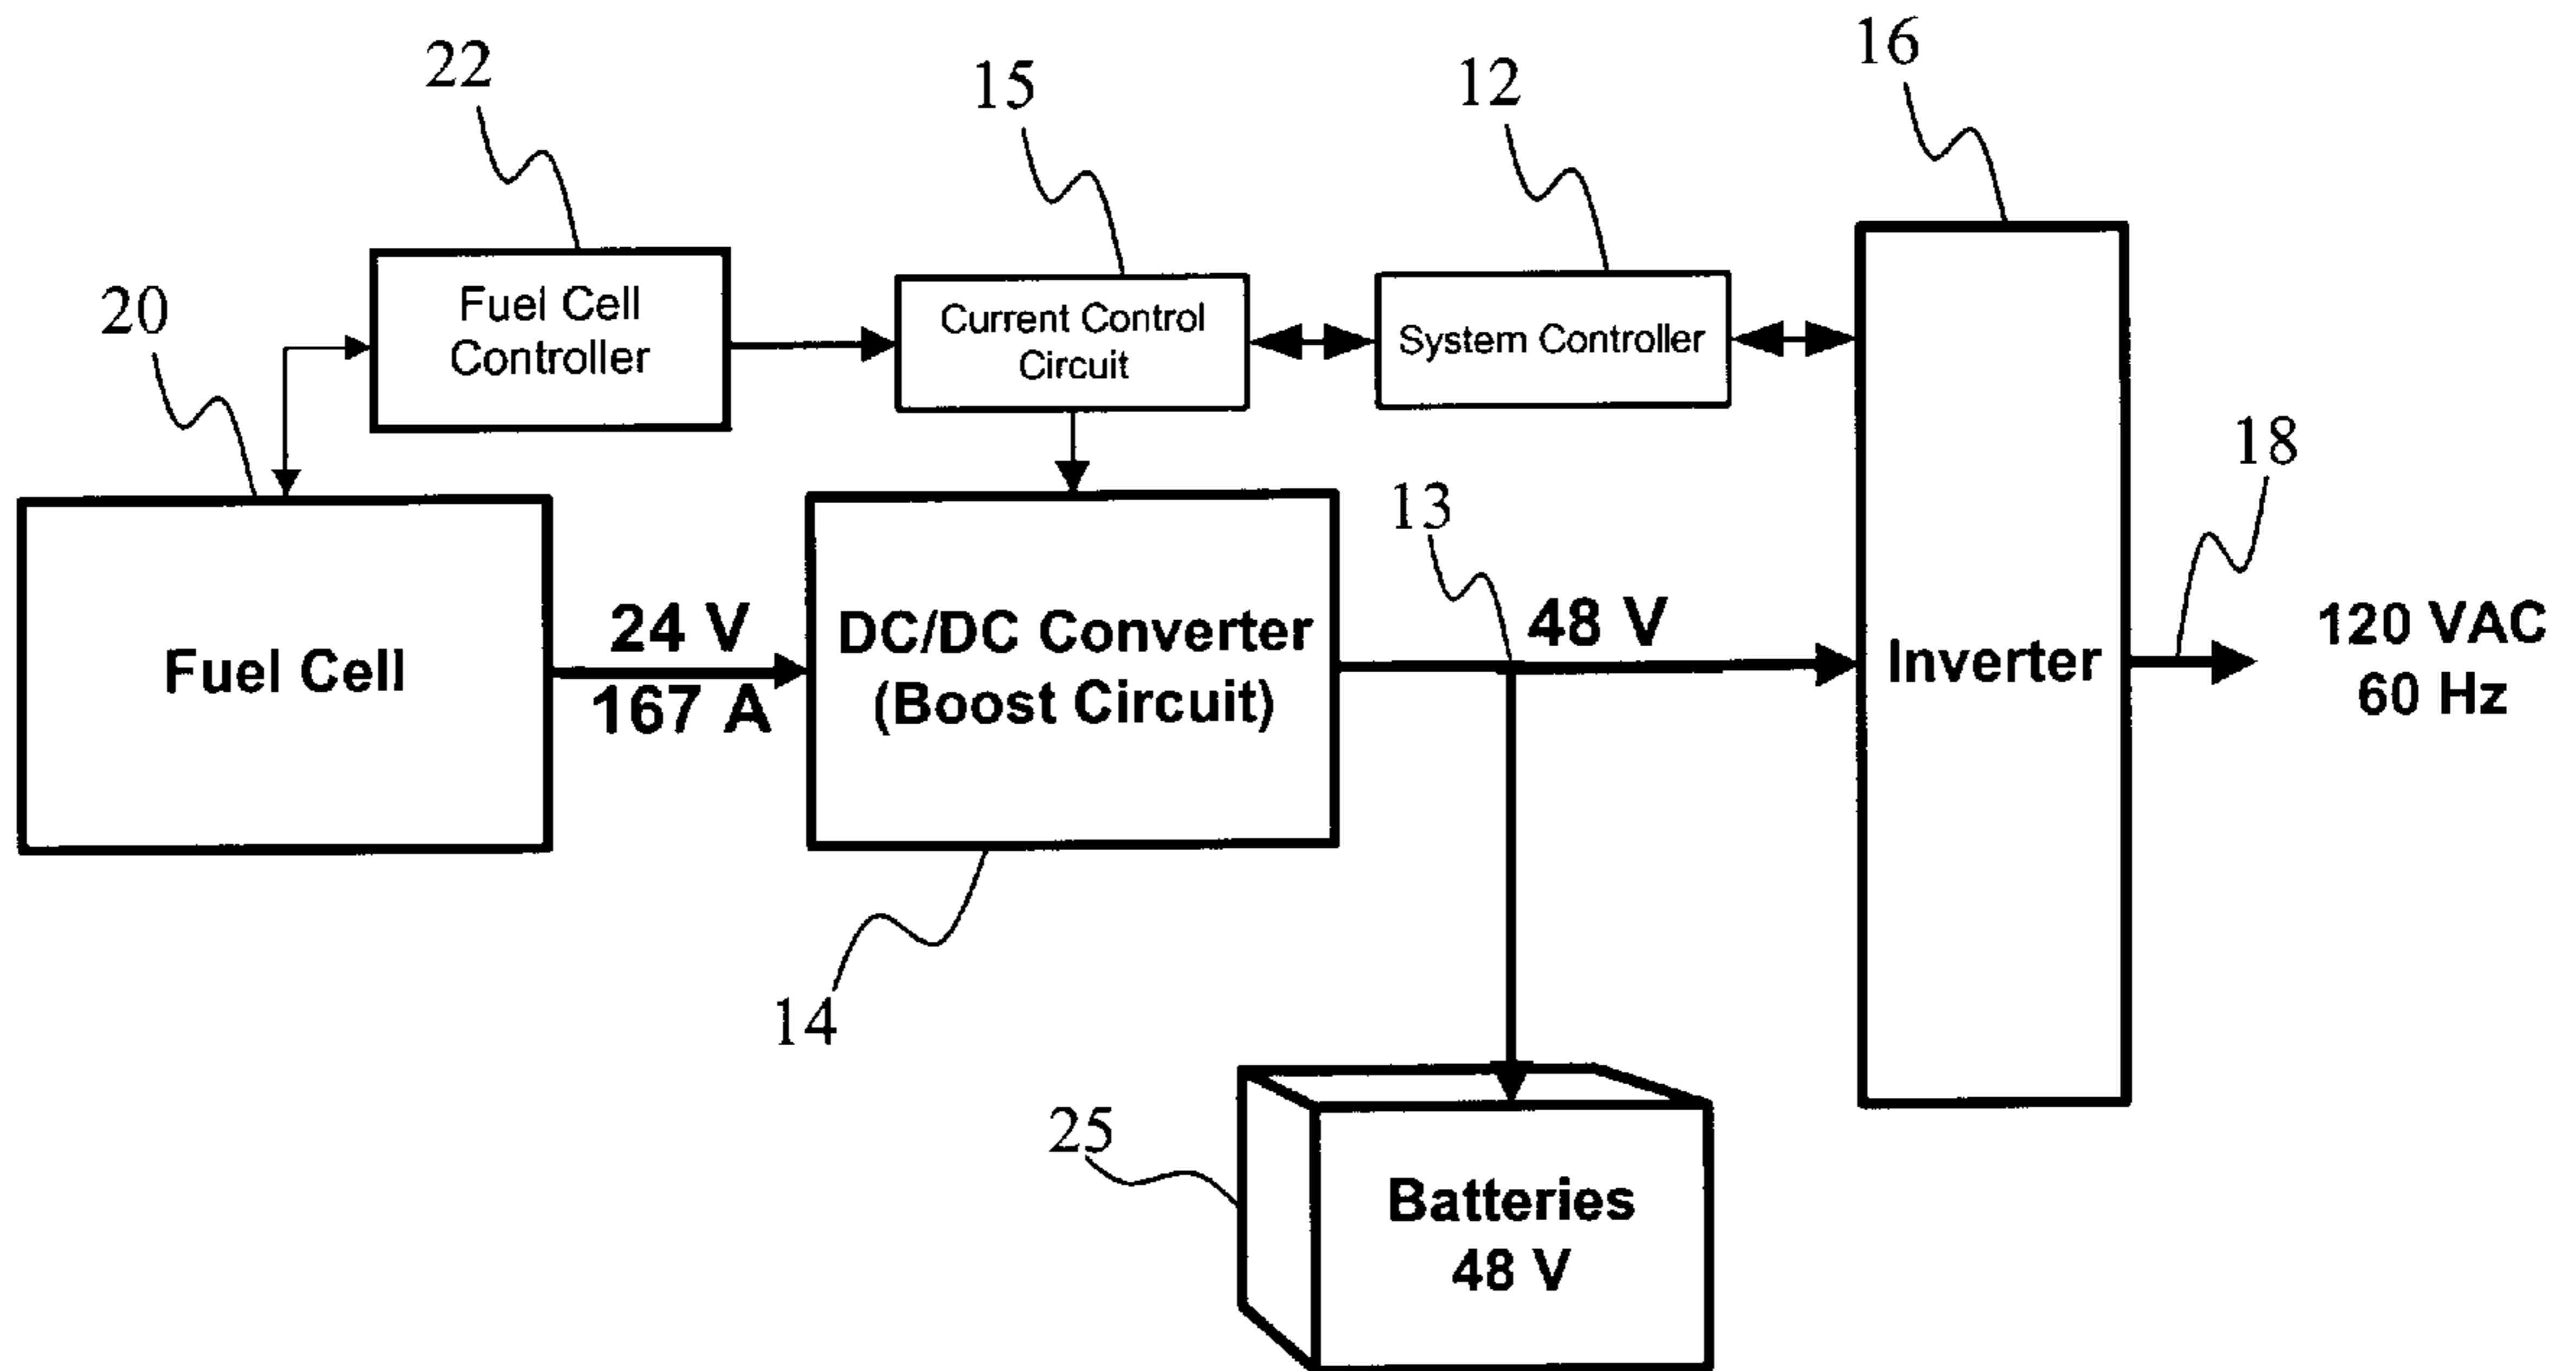 16
22
15
12
20
Fuel Cell
Controller
Current Control
Circuit
System Controller
18
13
Fuel Cell
24 V
167 A
DC/DC Converter
(Boost Circuit)
48 V
Inverter
120 VAC
60 Hz
14
25
Batteries
48 V